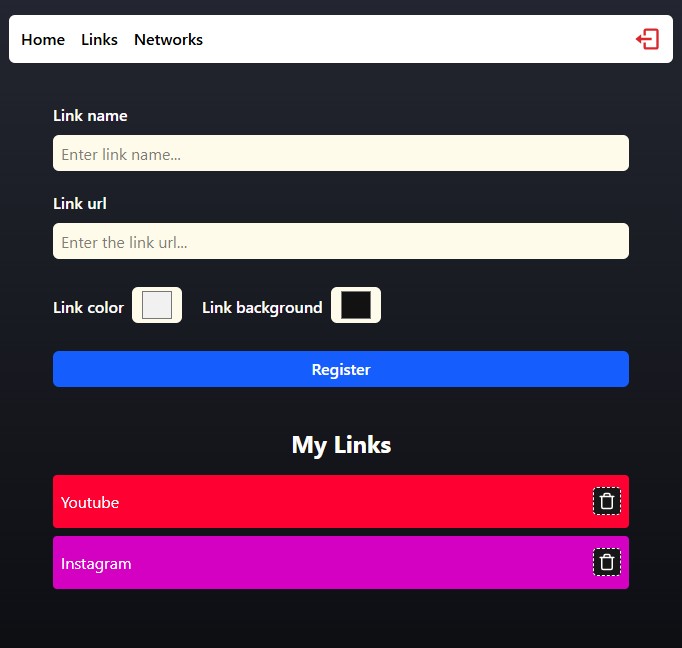 Home Links Networks
Link name
Enter link name...
Link url
Enter the link url...
Link color Link background
Register
My Links
Youtube
Instagram